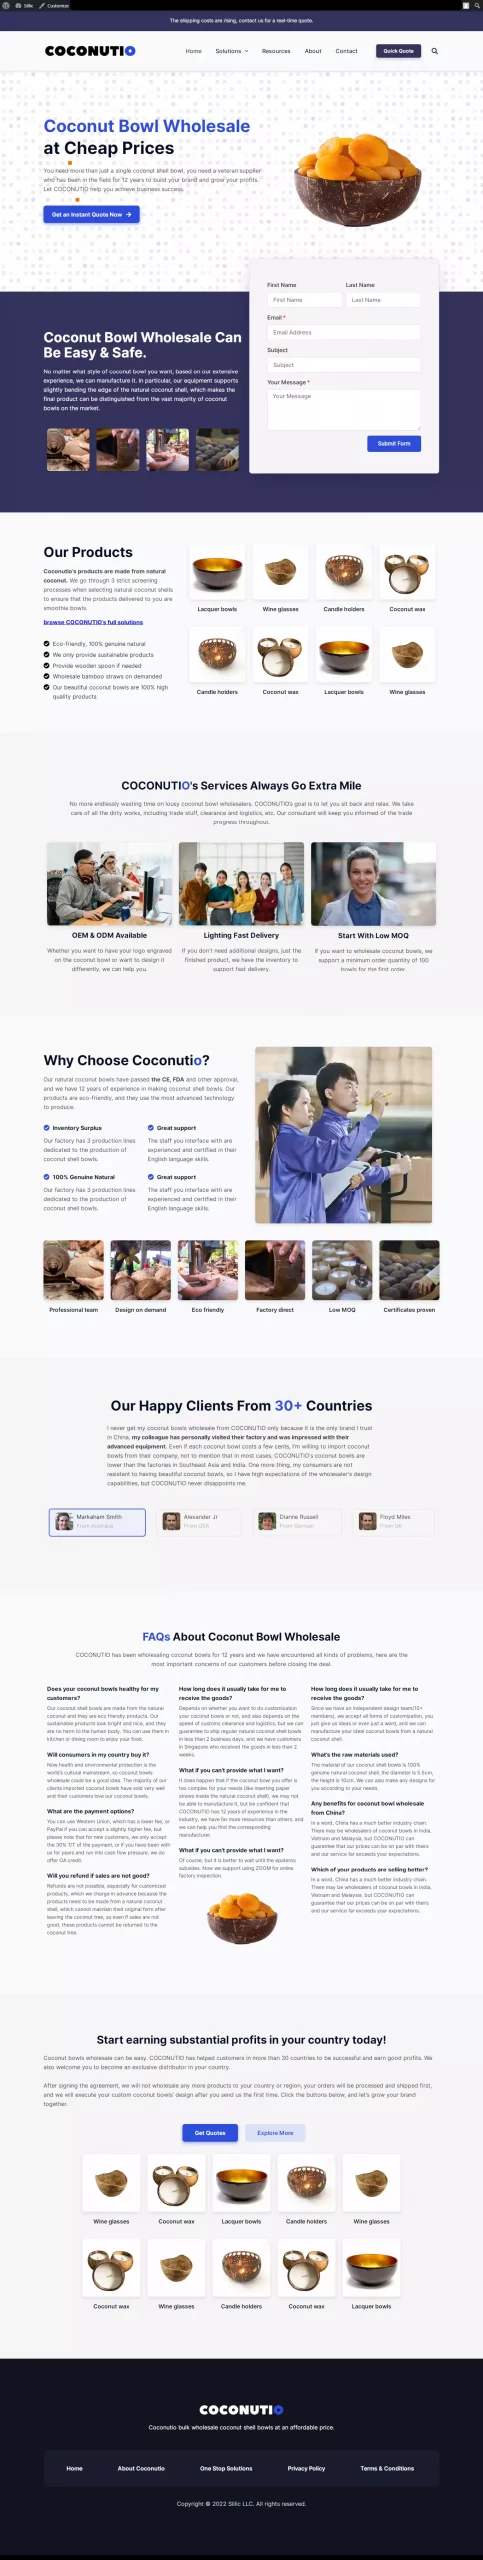 Sillic Customize
The shipping costs are rising, contact us for a real-time quote.
COCONUTIO
Home Solutions Resources About Contact Quick Quote
Coconut Bowl Wholesale
at Cheap Prices
You need more than just a single coconut shell bowl, you need a veteran supplier
who has been in the field for 12 years to build your brand and grow your profits.
Let COCONUTIO help you achieve business success.
Get an Instant Quote Now
First Name Last Name
First Name Last Name
Email *
Email Address
Subject
Subject
Your Message *
Your Message
Submit Form
Coconut Bowl Wholesale Can
Be Easy & Safe.
No matter what style of coconut bowl you want, based on our extensive
experience, we can manufacture it. In particular, our equipment supports
slightly bending the edge of the natural coconut shell, which makes the
final product can be distinguished from the vast majority of coconut
bowls on the market.
Our Products
Coconutio's products are made from natural
coconut. We go through 3 strict screening
processes when selecting natural coconut shells
to ensure that the products delivered to you are
smoothie bowls.
browse COCONUTIO's full solutions
Eco-friendly, 100% genuine natural
We only provide sustainable products
Provide wooden spoon if needed
Wholesale bamboo straws on demanded
Our beautiful coconut bowls are 100% high
quality products
Lacquer bowls Wine glasses Candle holders Coconut wax
Candle holders Coconut wax Lacquer bowls Wine glasses
COCONUTIO's Services Always Go Extra Mile
No more endlessly wasting time on lousy coconut bowl wholesalers. COCONUTIO's goal is to let you sit back and relax. We take
care of all the dirty works, including trade stuff, clearance and logistics, etc. Our consultant will keep you informed of the trade
progress throughout.
OEM & ODM Available
Whether you want to have your logo engraved
on the coconut bowl or want to design it
differently, we can help you.
Lighting Fast Delivery
If you don't need additional designs, just the
finished product, we have the inventory to
support fast delivery.
Start With Low MOQ
If you want to wholesale coconut bowls, we
support a minimum order quantity of 100
bowls for the first order.
Why Choose Coconutio?
Our natural coconut bowls have passed the CE, FDA and other approval,
and we have 12 years of experience in making coconut shell bowls. Our
products are eco-friendly, and they use the most advanced technology
to produce.
Inventory Surplus
Our factory has 3 production lines
dedicated to the production of
coconut shell bowls.
Great support
The staff you interface with are
experienced and certified in their
English language skills.
100% Genuine Natural
Our factory has 3 production lines
dedicated to the production of
coconut shell bowls.
Great support
The staff you interface with are
experienced and certified in their
English language skills.
Professional team Design on demand Eco friendly Factory direct Low MOQ Certificates proven
Our Happy Clients From 30+ Countries
I never get my coconut bowls wholesale from COCONUTIO only because it is the only brand I trust
in China, my colleague has personally visited their factory and was impressed with their
advanced equipment. Even if each coconut bowl costs a few cents, I'm willing to import coconut
bowls from their company, not to mention that in most cases, COCONUTIO's coconut bowls are
lower than the factories in Southeast Asia and India. One more thing, my consumers are not
resistant to having beautiful coconut bowls, so I have high expectations of the wholesaler's design
capabilities, but COCONUTIO never disappoints me.
Markaham Smith
From Australia
Alexander Jr
From USA
Dianne Russell
From German
Floyd Miles
From UK
FAQs About Coconut Bowl Wholesale
COCONUTIO has been wholesaling coconut bowls for 12 years and we have encountered all kinds of problems, here are the
most important concerns of our customers before closing the deal.
Does your coconut bowls healthy for my
customers?
Our coconut shell bowls are made from the natural
coconut and they are eco friendly products. Our
sustainable products look bright and nice, and they
are no harm to the human body. You can use them in
kitchen or dining room to enjoy your food.
Will consumers in my country buy it?
Now health and environmental protection is the
world's cultural mainstream, so coconut bowls
wholesale could be a good idea. The majority of our
clients imported coconut bowls have sold very well
and their customers love our coconut bowls.
What are the payment options?
You can use Western Union, which has a lower fee, or
PayPal if you can accept a slightly higher fee, but
please note that for new customers, we only accept
the 30% T/T of the payment, or if you have been with
us for years and run into cash flow pressure, we do
offer OA credit.
Will you refund if sales are not good?
Refunds are not possible, especially for customized
products, which we charge in advance because the
products need to be made from a natural coconut
shell, which cannot maintain their original form after
leaving the coconut tree, so even if sales are not
good, these products cannot be returned to the
coconut tree.
How long does it usually take for me to
receive the goods?
Depends on whether you want to do customisation
your coconut bowls or not, and also depends on the
speed of customs clearance and logistics, but we can
guarantee to ship regular natural coconut shell bowls
in less than 2 business days, and we have customers
in Singapore who received the goods in less than 2
weeks.
What if you can't provide what I want?
It does happen that if the coconut bowl you offer is
too complex for your needs (like inserting paper
straws inside the natural coconut shell), we may not
be able to manufacture it, but be confident that
COCONUTIO has 12 years of experience in the
industry, we have far more resources than others, and
we can help you find the corresponding
manufacturer.
What if you can't provide what I want?
Of course, but it is better to wait until the epidemic
subsides. Now we support using ZOOM for online
factory inspection.
How long does it usually take for me to
receive the goods?
Since we have an independent design team(10+
members), we accept all forms of customization, you
just give us ideas or even just a word, and we can
manufacture your ideal coconut bowls from a natural
coconut shell.
What's the raw materials used?
The material of our coconut shell bowls is 100%
genuine natural coconut shell, the diameter is 5.5cm,
the height is 10cm. We can also make any designs for
you according to your needs.
Any benefits for coconut bowl wholesale
from China?
In a word, China has a much better industry chain.
There may be wholesalers of coconut bowls in India,
Vietnam and Malaysia, but COCONUTIO can
guarantee that our prices can be on par with theirs
and our service far exceeds your expectations.
Which of your products are selling better?
In a word, China has a much better industry chain.
There may be wholesalers of coconut bowls in India,
Vietnam and Malaysia, but COCONUTIO can
guarantee that our prices can be on par with theirs
and our service far exceeds your expectations.
Start earning substantial profits in your country today!
Coconut bowls wholesale can be easy. COCONUTIO has helped customers in more than 30 countries to be successful and earn good profits. We
also welcome you to become an exclusive distributor in your country.
After signing the agreement, we will not wholesale any more products to your country or region, your orders will be processed and shipped first,
and we will execute your custom coconut bowls' design after you send us the first time. Click the buttons below, and let's grow your brand
together.
Get Quotes Explore More
Wine glasses Coconut wax Lacquer bowls Candle holders Wine glasses
Coconut wax Wine glasses Candle holders Coconut wax Lacquer bowls
COCONUTIO
Coconutio bulk wholesale coconut shell bowls at an affordable price.
Home About Coconutio One Stop Solutions Privacy Policy Terms & Conditions
Copyright © 2022 Sillic LLC. All rights reserved.